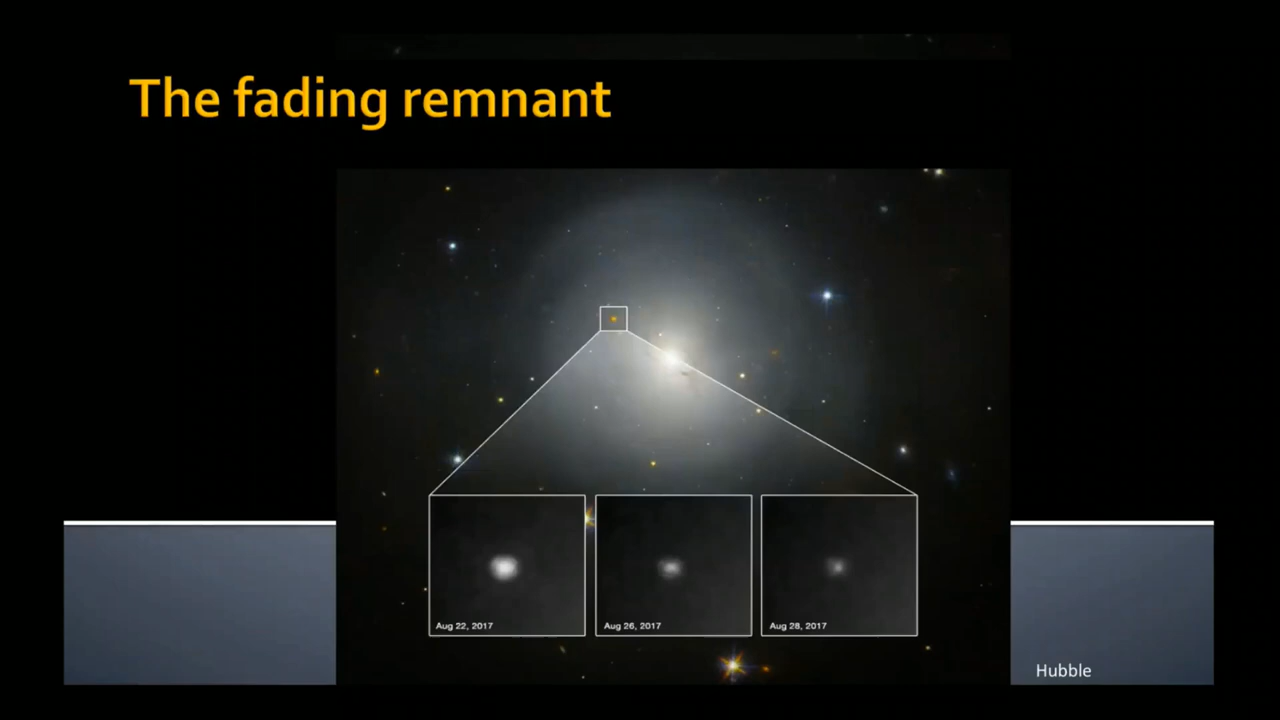 The fading remnant
Aug 22, 2017
Aug 26, 2017
Aug 28, 2017
Hubble